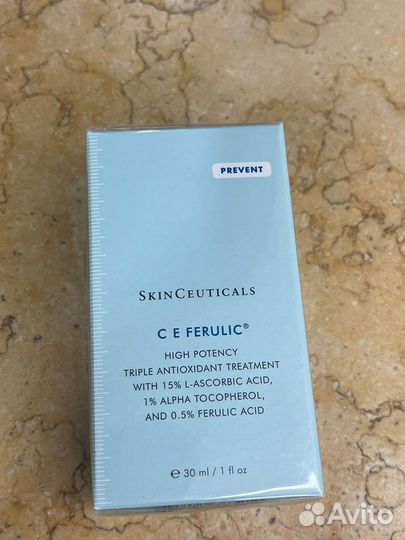 PREVENT
SKINCEUTICALS
C E FERULIC®
HIGH POTENCY
TRIPLE ANTIOXIDANT TREATMENT
WITH 15% L-ASCORBIC ACID,
1% ALPHA TOCOPHEROL,
AND 0.5% FERULIC ACID
℮ 30 ml / 1 fl oz
Avito